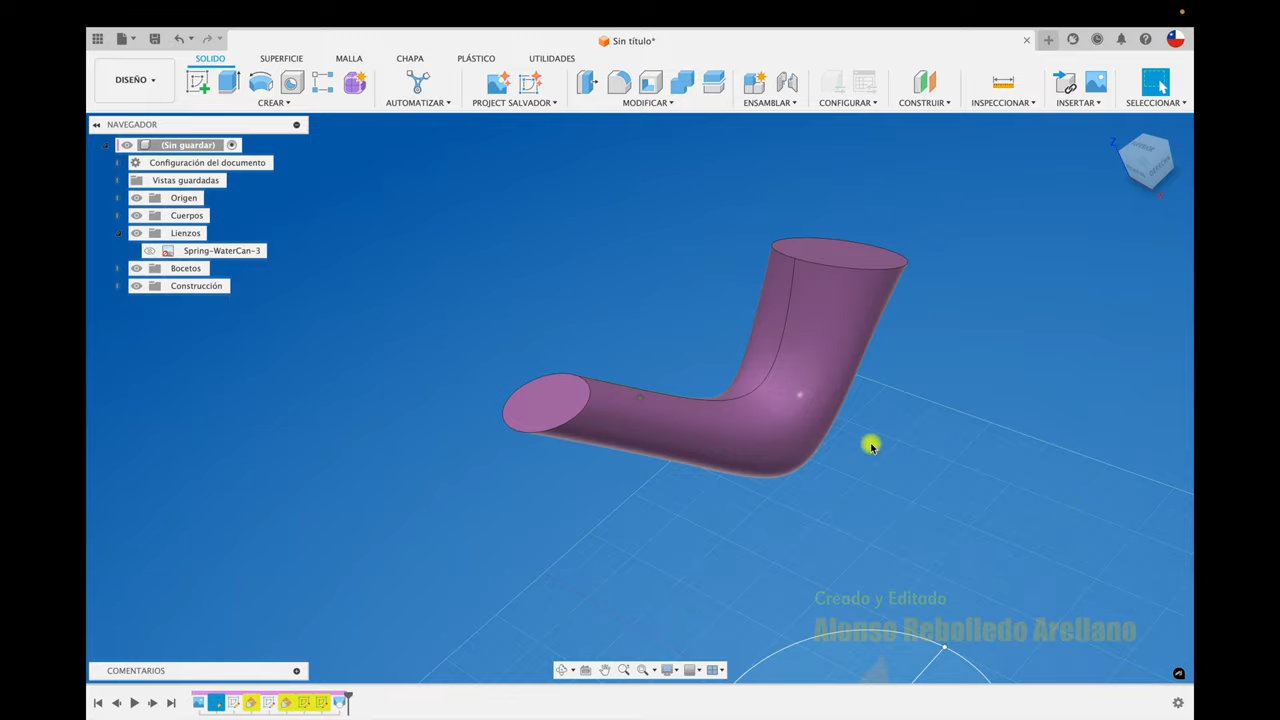 Sin título*
DISEÑO
SOLIDO
SUPERFICIE
MALLA
CHAPA
PLÁSTICO
UTILIDADES
CREAR
AUTOMATIZAR
PROJECT SALVADOR
MODIFICAR
ENSAMBLAR
CONFIGURAR
CONSTRUIR
INSPECCIONAR
INSERTAR
SELECCIONAR
NAVEGADOR
(Sin guardar)
Configuración del documento
Vistas guardadas
Origen
Cuerpos
Lienzos
Spring-WaterCan-3
Bocetos
Construcción
Z
X
Creado y Editado
Alonso Rebolledo Arellano
COMENTARIOS